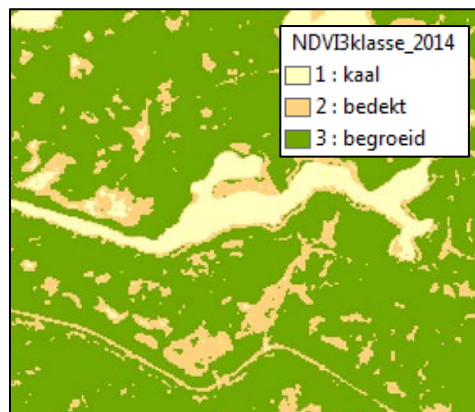 NDVI3klasse_2014
1 : kaal
2 : bedekt
3 : begroeid